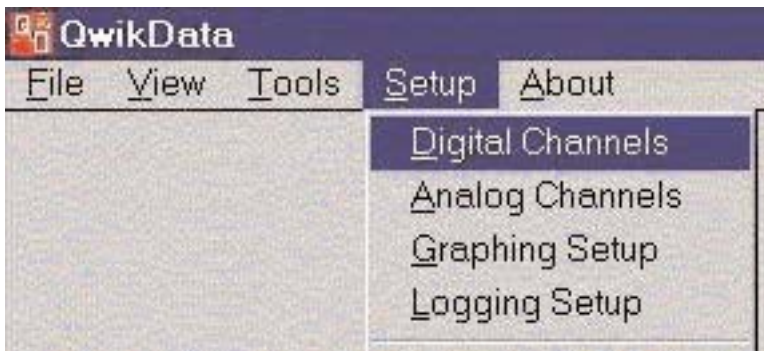 QwikData
File View Tools Setup About
Digital Channels
Analog Channels
Graphing Setup
Logging Setup